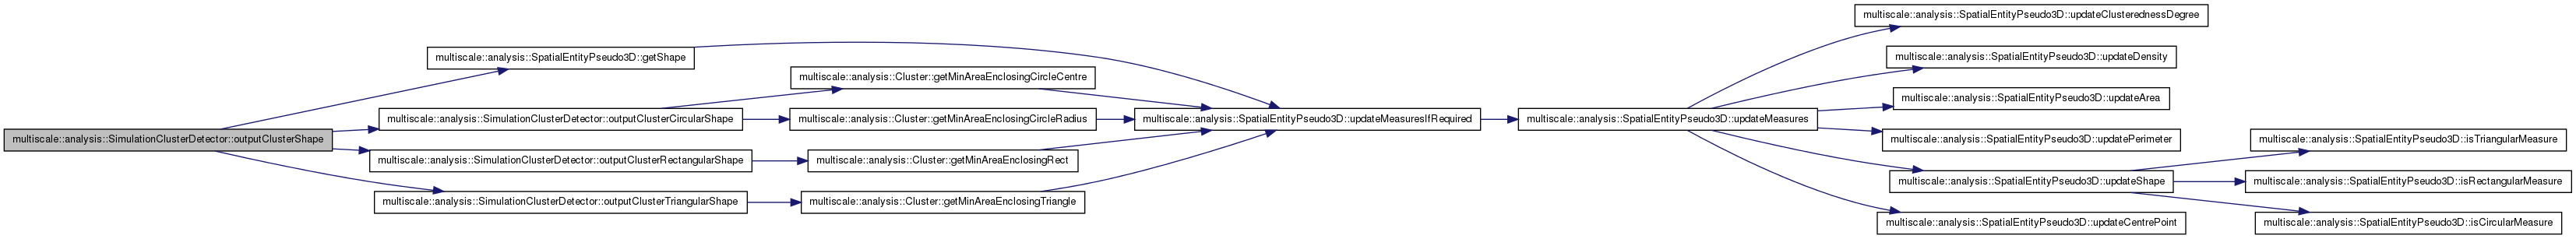 multiscale::analysis::SimulationClusterDetector::outputClusterShape
multiscale::analysis::SpatialEntityPseudo3D::getShape
multiscale::analysis::SimulationClusterDetector::outputClusterCircularShape
multiscale::analysis::SimulationClusterDetector::outputClusterRectangularShape
multiscale::analysis::SimulationClusterDetector::outputClusterTriangularShape
multiscale::analysis::Cluster::getMinAreaEnclosingCircleCentre
multiscale::analysis::Cluster::getMinAreaEnclosingCircleRadius
multiscale::analysis::Cluster::getMinAreaEnclosingRect
multiscale::analysis::Cluster::getMinAreaEnclosingTriangle
multiscale::analysis::SpatialEntityPseudo3D::updateMeasuresIfRequired
multiscale::analysis::SpatialEntityPseudo3D::updateMeasures
multiscale::analysis::SpatialEntityPseudo3D::updateClusterednessDegree
multiscale::analysis::SpatialEntityPseudo3D::updateDensity
multiscale::analysis::SpatialEntityPseudo3D::updateArea
multiscale::analysis::SpatialEntityPseudo3D::updatePerimeter
multiscale::analysis::SpatialEntityPseudo3D::updateShape
multiscale::analysis::SpatialEntityPseudo3D::updateCentrePoint
multiscale::analysis::SpatialEntityPseudo3D::isTriangularMeasure
multiscale::analysis::SpatialEntityPseudo3D::isRectangularMeasure
multiscale::analysis::SpatialEntityPseudo3D::isCircularMeasure